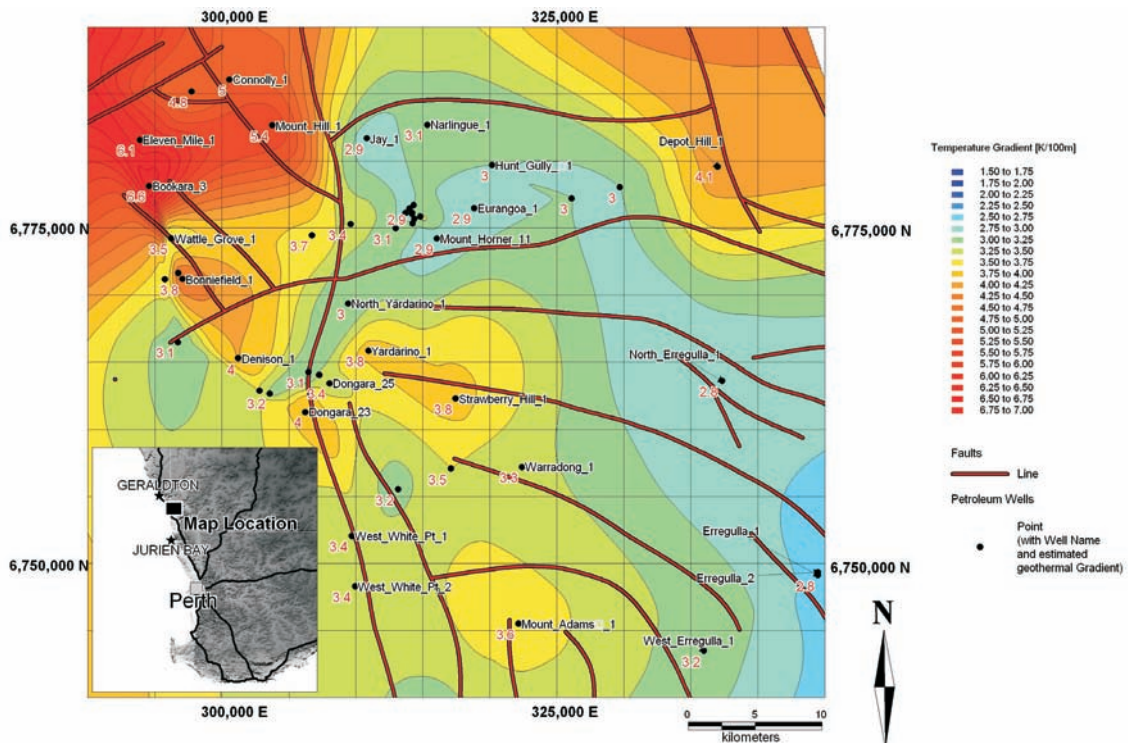 300,000 E
325,000 E
Connolly_1
4.8
5
Mount_Hill_1
5.4
Narlingue_1
3.1
Jay_1
2.9
Depot_Hill_1
4.1
Eleven_Mile_1
6.1
Hunt_Gully_1
3
3
Bookara_3
6.6
Eurangoa_1
2.9
2.9
3
6,775,000 N
6,775,000 N
Wattle_Grove_1
3.5
3.7
3.4
3.1
Mount_Horner_11
2.9
Bonniefield_1
3.8
North_Yardarino_1
3
3.1
Denison_1
4
Yardarino_1
3.8
North_Erregulla_1
2.8
3.1
3.4
Dongara_25
3.2
Strawberry_Hill_1
3.8
Dongara_23
4
Warradong_1
3.5
3.3
3.2
West_White_Pt_1
3.4
Erregulla_1
6,750,000 N
6,750,000 N
Erregulla_2
2.8
West_White_Pt_2
3.4
Mount_Adams_1
3.6
West_Erregulla_1
3.2
GERALDTON
Map Location
JURIEN BAY
Perth
300,000 E
325,000 E
0 5 10
kilometers
N
Temperature Gradient [K/100m]
1.50 to 1.75
1.75 to 2.00
2.00 to 2.25
2.25 to 2.50
2.50 to 2.75
2.75 to 3.00
3.00 to 3.25
3.25 to 3.50
3.50 to 3.75
3.75 to 4.00
4.00 to 4.25
4.25 to 4.50
4.50 to 4.75
4.75 to 5.00
5.00 to 5.25
5.25 to 5.50
5.50 to 5.75
5.75 to 6.00
6.00 to 6.25
6.25 to 6.50
6.50 to 6.75
6.75 to 7.00
Faults
Line
Petroleum Wells
Point
(with Well Name
and estimated
geothermal Gradient)